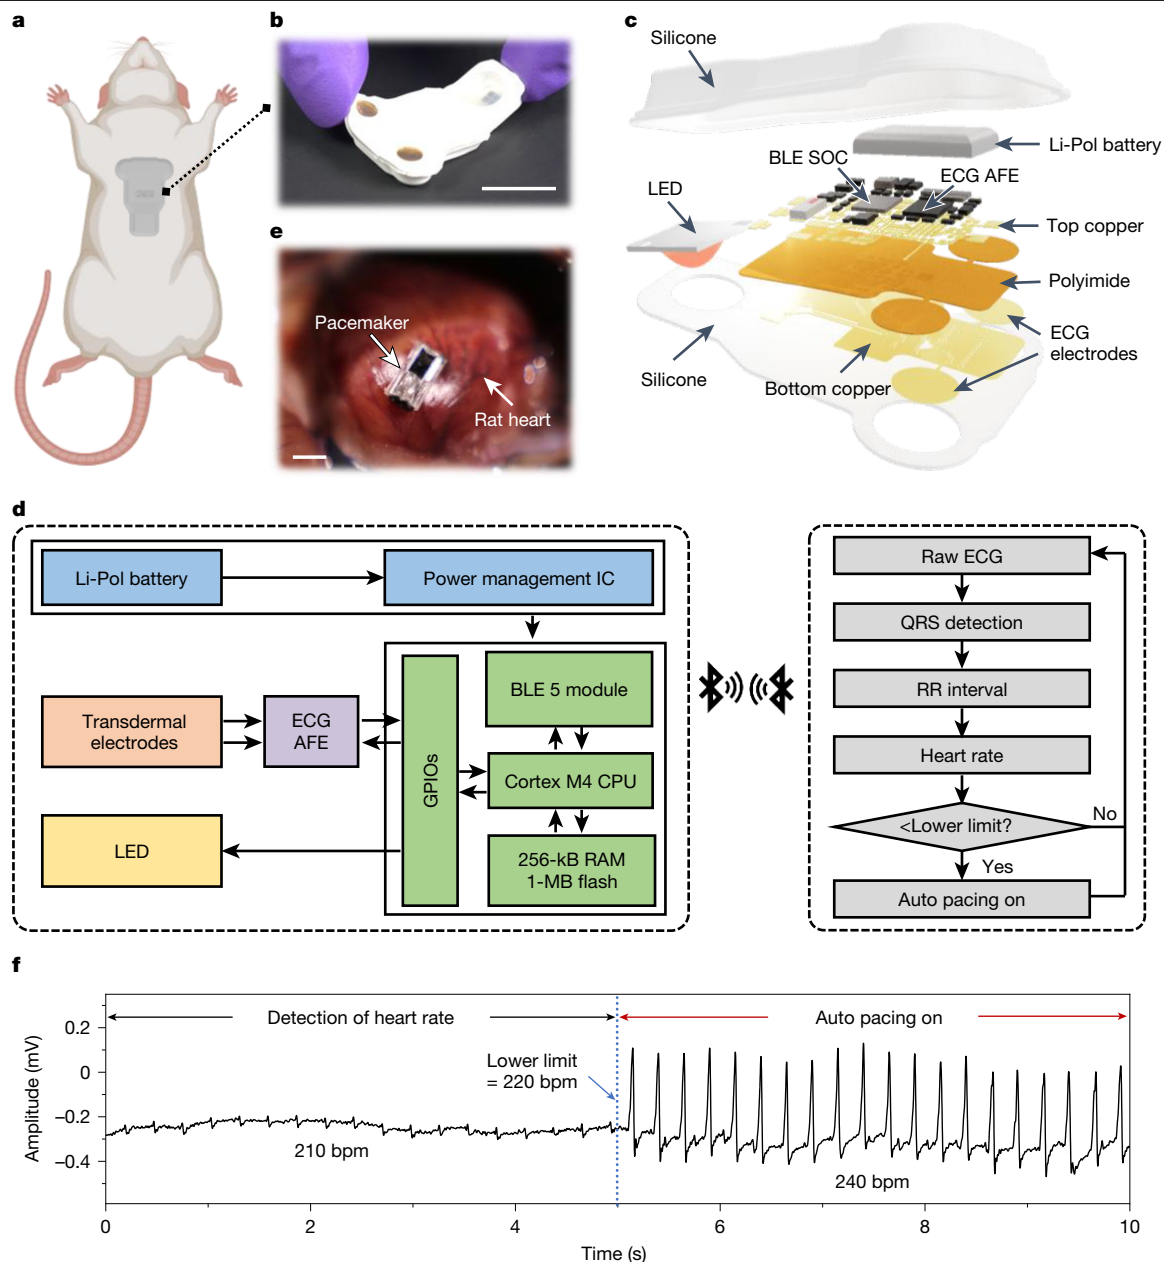 a
b
c
Silicone
Li-Pol battery
BLE SOC
ECG AFE
LED
Top copper
Polyimide
ECG
electrodes
Silicone
Bottom copper
e
Pacemaker
Rat heart
d
Li-Pol battery
Power management IC
Transdermal
electrodes
ECG
AFE
LED
GPIOs
BLE 5 module
Cortex M4 CPU
256-kB RAM
1-MB flash
Raw ECG
QRS detection
RR interval
Heart rate
<Lower limit?
No
Yes
Auto pacing on
f
Detection of heart rate
Auto pacing on
Lower limit
= 220 bpm
210 bpm
240 bpm
Amplitude (mV)
0.2
0
−0.2
−0.4
0
2
4
6
8
10
Time (s)